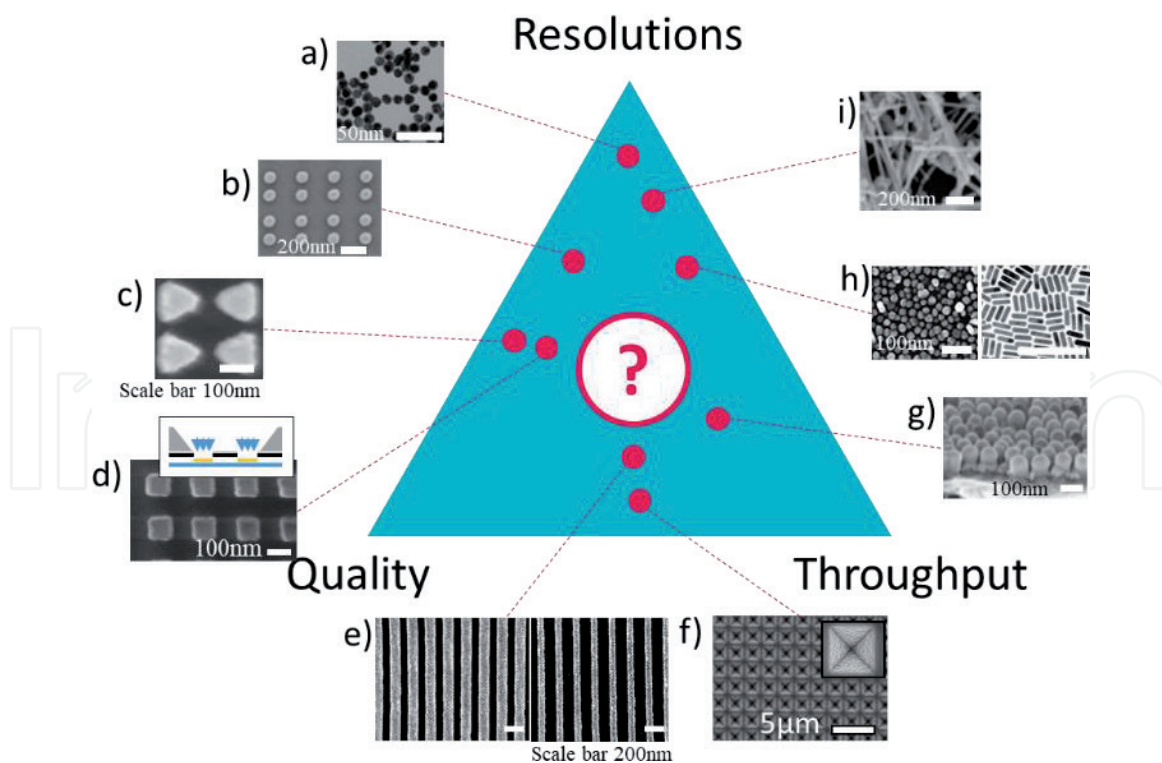 Resolutions
a)
50nm
i)
200nm
b)
200nm
h)
100nm
c)
Scale bar 100nm
?
g)
100nm
d)
100nm
Quality
Throughput
e)
Scale bar 200nm
f)
5μm